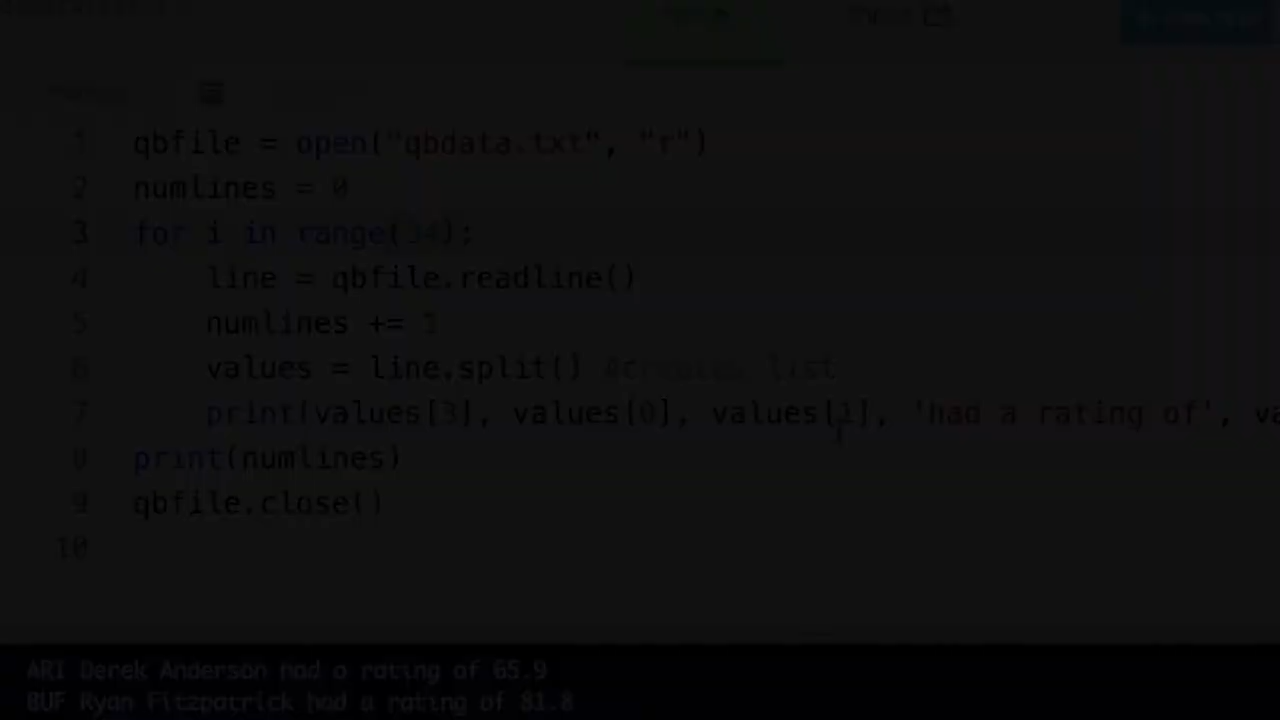 1 qbfile = open("qbdata.txt", "r")
2 numlines = 0
3 for i in range(34):
4 line = qbfile.readline()
5 numlines += 1
6 values = line.split() #creates list
7 print(values[3], values[0], values[1], 'had a rating of', va
8 print(numlines)
9 qbfile.close()
10
ARI Derek Anderson had a rating of 65.9
BUF Ryan Fitzpatrick had a rating of 81.8